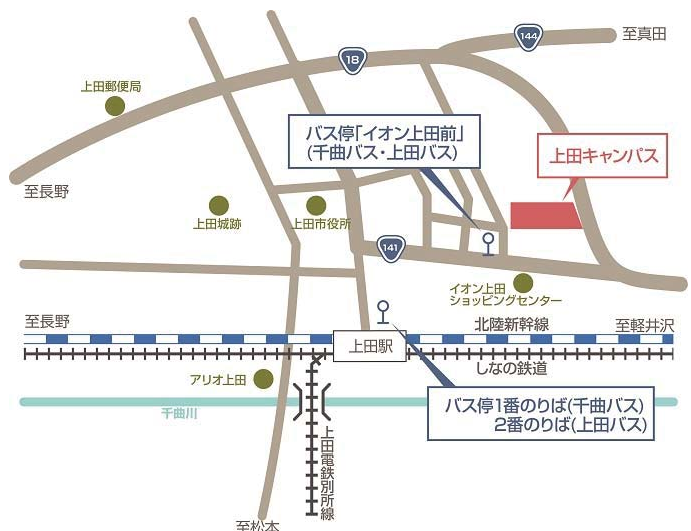 144
至真田
18
上田郵便局
バス停「イオン上田前」
(千曲バス・上田バス)
上田キャンパス
至長野
上田城跡
上田市役所
141
イオン上田
ショッピングセンター
至長野
北陸新幹線
至軽井沢
上田駅
しなの鉄道
アリオ上田
千曲川
バス停1番のりば(千曲バス)
2番のりば(上田バス)
上田電鉄別所線
至松本